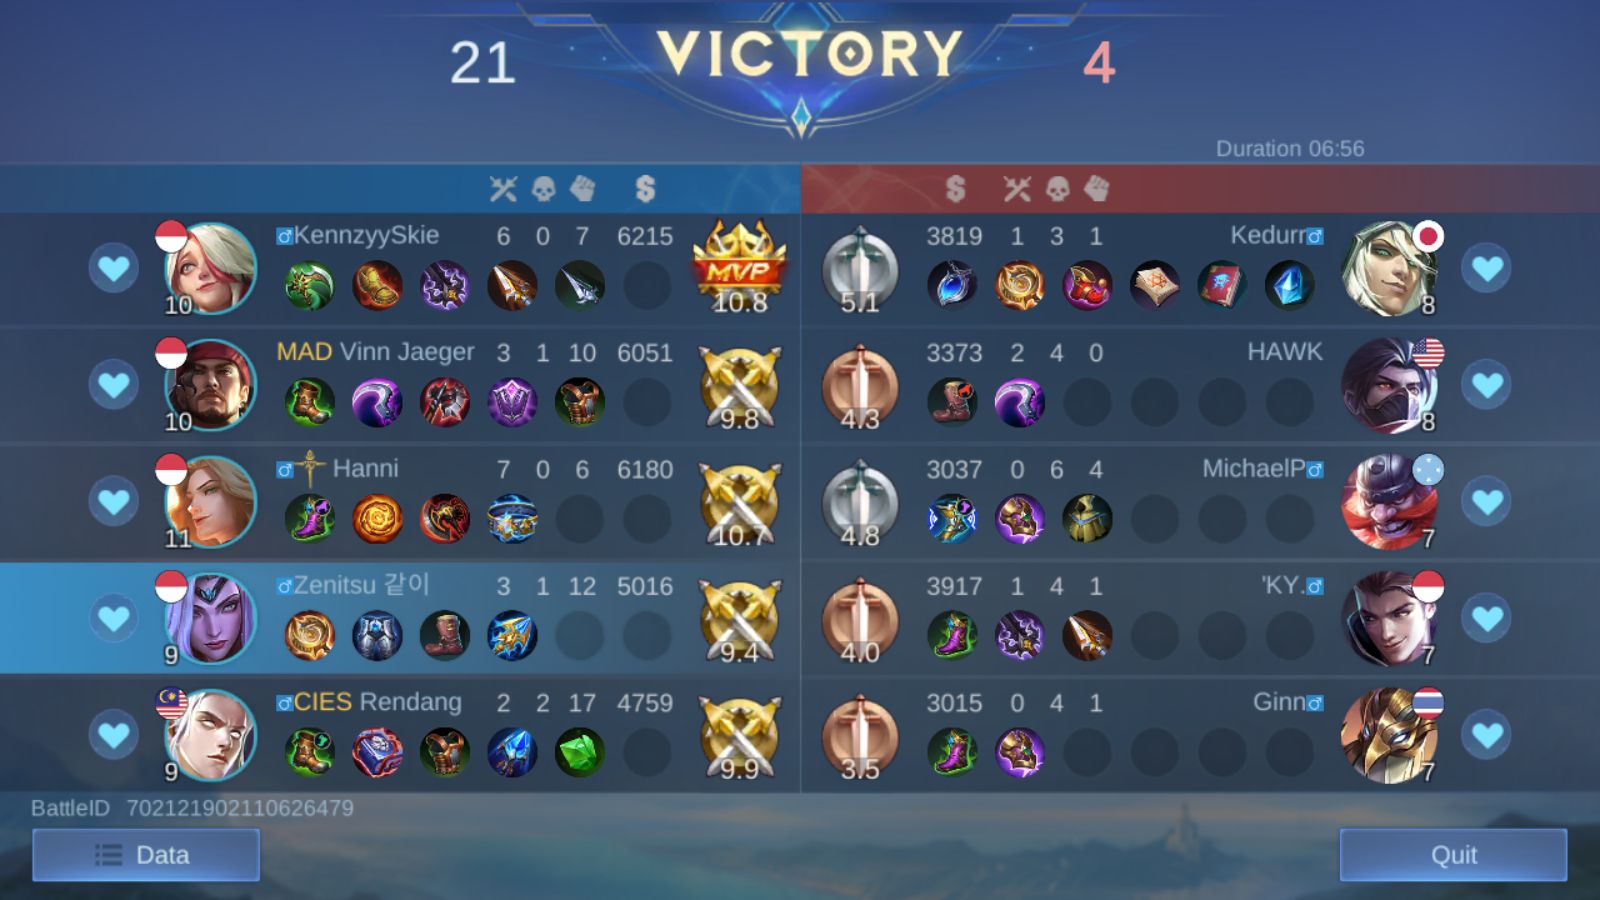 21 VICTORY 4
Duration 06:56
KennzyySkie 6 0 7 6215
MVP
10 10.8
3819 1 3 1 Kedurr
5.1 8
MAD Vinn Jaeger 3 1 10 6051
10 9.8
3373 2 4 0 HAWK
4.3 8
Hanni 7 0 6 6180
11 10.7
3037 0 6 4 MichaelP
4.8 7
Zenitsu 같이 3 1 12 5016
9 9.4
3917 1 4 1 'KY.
4.0 7
CIES Rendang 2 2 17 4759
9 9.9
3015 0 4 1 Ginn
3.5 7
BattleID 702121902110626479
Data
Quit